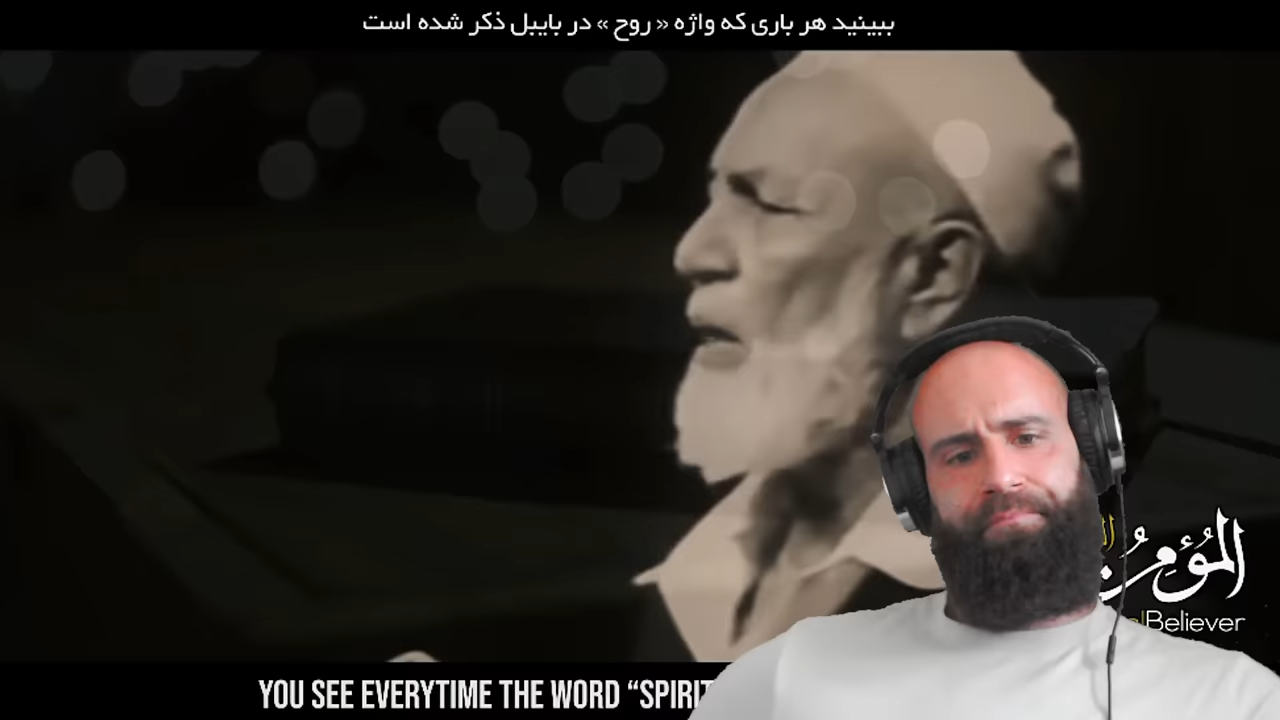 ببینید هر باری که واژه « روح » در بایبل ذکر شده است
المؤمن
Believer
YOU SEE EVERYTIME THE WORD “SPIRIT